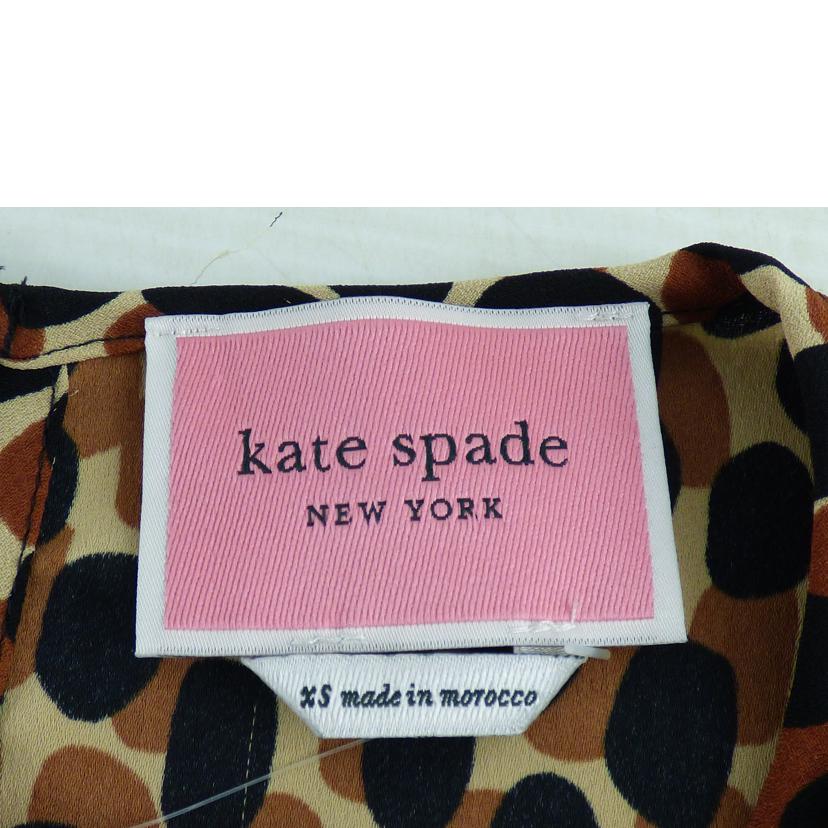 kate spade
NEW YORK
XS made in morocco